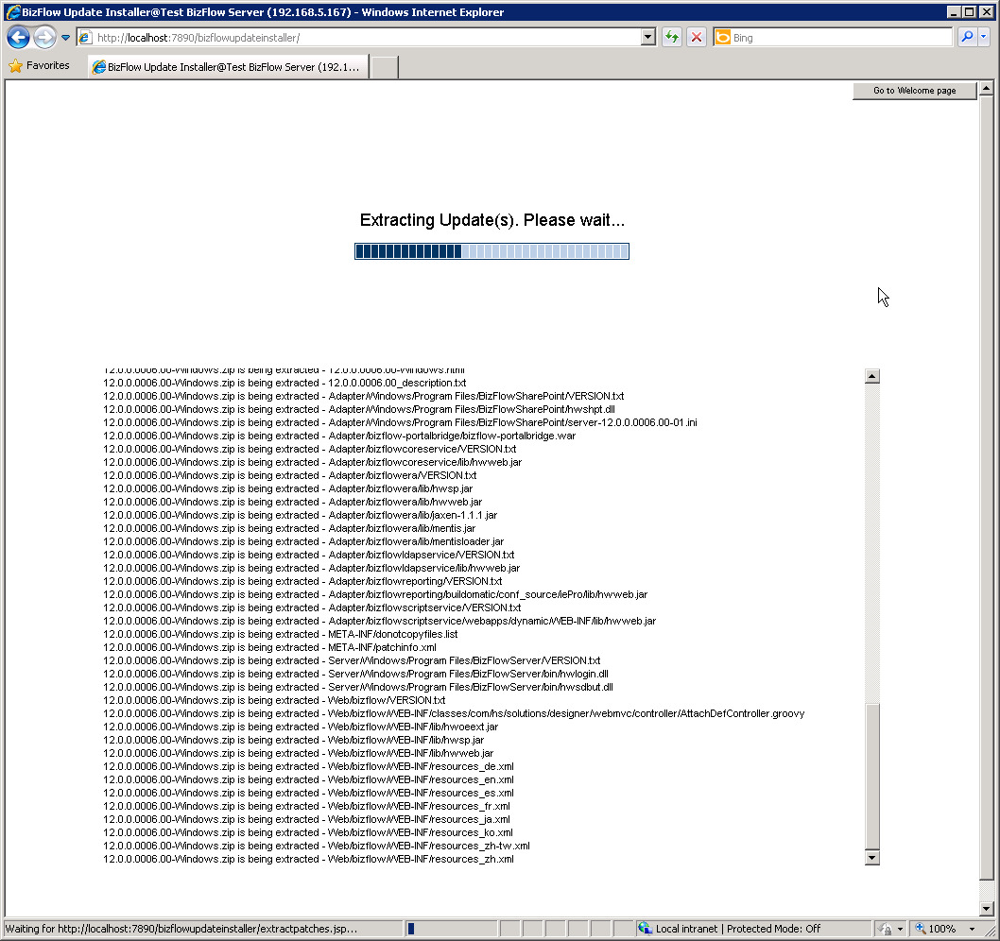 BizFlow Update Installer@Test BizFlow Server (192.168.5.167) - Windows Internet Explorer
http://localhost:7890/bizflowupdateinstaller/
Bing
Favorites
BizFlow Update Installer@Test BizFlow Server (192.1...
Go to Welcome page
Extracting Update(s). Please wait...
12.0.0.0006.00-Windows.zip is being extracted - 12.0.0.0006.00-Windows.html
12.0.0.0006.00-Windows.zip is being extracted - 12.0.0.0006.00_description.txt
12.0.0.0006.00-Windows.zip is being extracted - Adapter/Windows/Program Files/BizFlowSharePoint/VERSION.txt
12.0.0.0006.00-Windows.zip is being extracted - Adapter/Windows/Program Files/BizFlowSharePoint/hwshpt.dll
12.0.0.0006.00-Windows.zip is being extracted - Adapter/Windows/Program Files/BizFlowSharePoint/server-12.0.0.0006.00-01.ini
12.0.0.0006.00-Windows.zip is being extracted - Adapter/bizflow-portalbridge/bizflow-portalbridge.war
12.0.0.0006.00-Windows.zip is being extracted - Adapter/bizflowcoreservice/VERSION.txt
12.0.0.0006.00-Windows.zip is being extracted - Adapter/bizflowcoreservice/lib/hwweb.jar
12.0.0.0006.00-Windows.zip is being extracted - Adapter/bizflowera/VERSION.txt
12.0.0.0006.00-Windows.zip is being extracted - Adapter/bizflowera/lib/hwsp.jar
12.0.0.0006.00-Windows.zip is being extracted - Adapter/bizflowera/lib/hwweb.jar
12.0.0.0006.00-Windows.zip is being extracted - Adapter/bizflowera/lib/jaxen-1.1.1.jar
12.0.0.0006.00-Windows.zip is being extracted - Adapter/bizflowera/lib/mentis.jar
12.0.0.0006.00-Windows.zip is being extracted - Adapter/bizflowera/lib/mentisloader.jar
12.0.0.0006.00-Windows.zip is being extracted - Adapter/bizflowldapservice/VERSION.txt
12.0.0.0006.00-Windows.zip is being extracted - Adapter/bizflowldapservice/lib/hwweb.jar
12.0.0.0006.00-Windows.zip is being extracted - Adapter/bizflowreporting/VERSION.txt
12.0.0.0006.00-Windows.zip is being extracted - Adapter/bizflowreporting/buildomatic/conf_source/iePro/lib/hwweb.jar
12.0.0.0006.00-Windows.zip is being extracted - Adapter/bizflowscriptservice/VERSION.txt
12.0.0.0006.00-Windows.zip is being extracted - Adapter/bizflowscriptservice/webapps/dynamic/WEB-INF/lib/hwweb.jar
12.0.0.0006.00-Windows.zip is being extracted - META-INF/donotcopyfiles.list
12.0.0.0006.00-Windows.zip is being extracted - META-INF/patchinfo.xml
12.0.0.0006.00-Windows.zip is being extracted - Server/Windows/Program Files/BizFlowServer/VERSION.txt
12.0.0.0006.00-Windows.zip is being extracted - Server/Windows/Program Files/BizFlowServer/bin/hwlogin.dll
12.0.0.0006.00-Windows.zip is being extracted - Server/Windows/Program Files/BizFlowServer/bin/hwsdbut.dll
12.0.0.0006.00-Windows.zip is being extracted - Web/bizflow/VERSION.txt
12.0.0.0006.00-Windows.zip is being extracted - Web/bizflow/WEB-INF/classes/com/hs/solutions/designer/webmvc/controller/AttachDefController.groovy
12.0.0.0006.00-Windows.zip is being extracted - Web/bizflow/WEB-INF/lib/hwoeext.jar
12.0.0.0006.00-Windows.zip is being extracted - Web/bizflow/WEB-INF/lib/hwsp.jar
12.0.0.0006.00-Windows.zip is being extracted - Web/bizflow/WEB-INF/lib/hwweb.jar
12.0.0.0006.00-Windows.zip is being extracted - Web/bizflow/WEB-INF/resources_de.xml
12.0.0.0006.00-Windows.zip is being extracted - Web/bizflow/WEB-INF/resources_en.xml
12.0.0.0006.00-Windows.zip is being extracted - Web/bizflow/WEB-INF/resources_es.xml
12.0.0.0006.00-Windows.zip is being extracted - Web/bizflow/WEB-INF/resources_fr.xml
12.0.0.0006.00-Windows.zip is being extracted - Web/bizflow/WEB-INF/resources_ja.xml
12.0.0.0006.00-Windows.zip is being extracted - Web/bizflow/WEB-INF/resources_ko.xml
12.0.0.0006.00-Windows.zip is being extracted - Web/bizflow/WEB-INF/resources_zh-tw.xml
12.0.0.0006.00-Windows.zip is being extracted - Web/bizflow/WEB-INF/resources_zh.xml
Waiting for http://localhost:7890/bizflowupdateinstaller/extractpatches.jsp...
Local intranet | Protected Mode: Off
100%